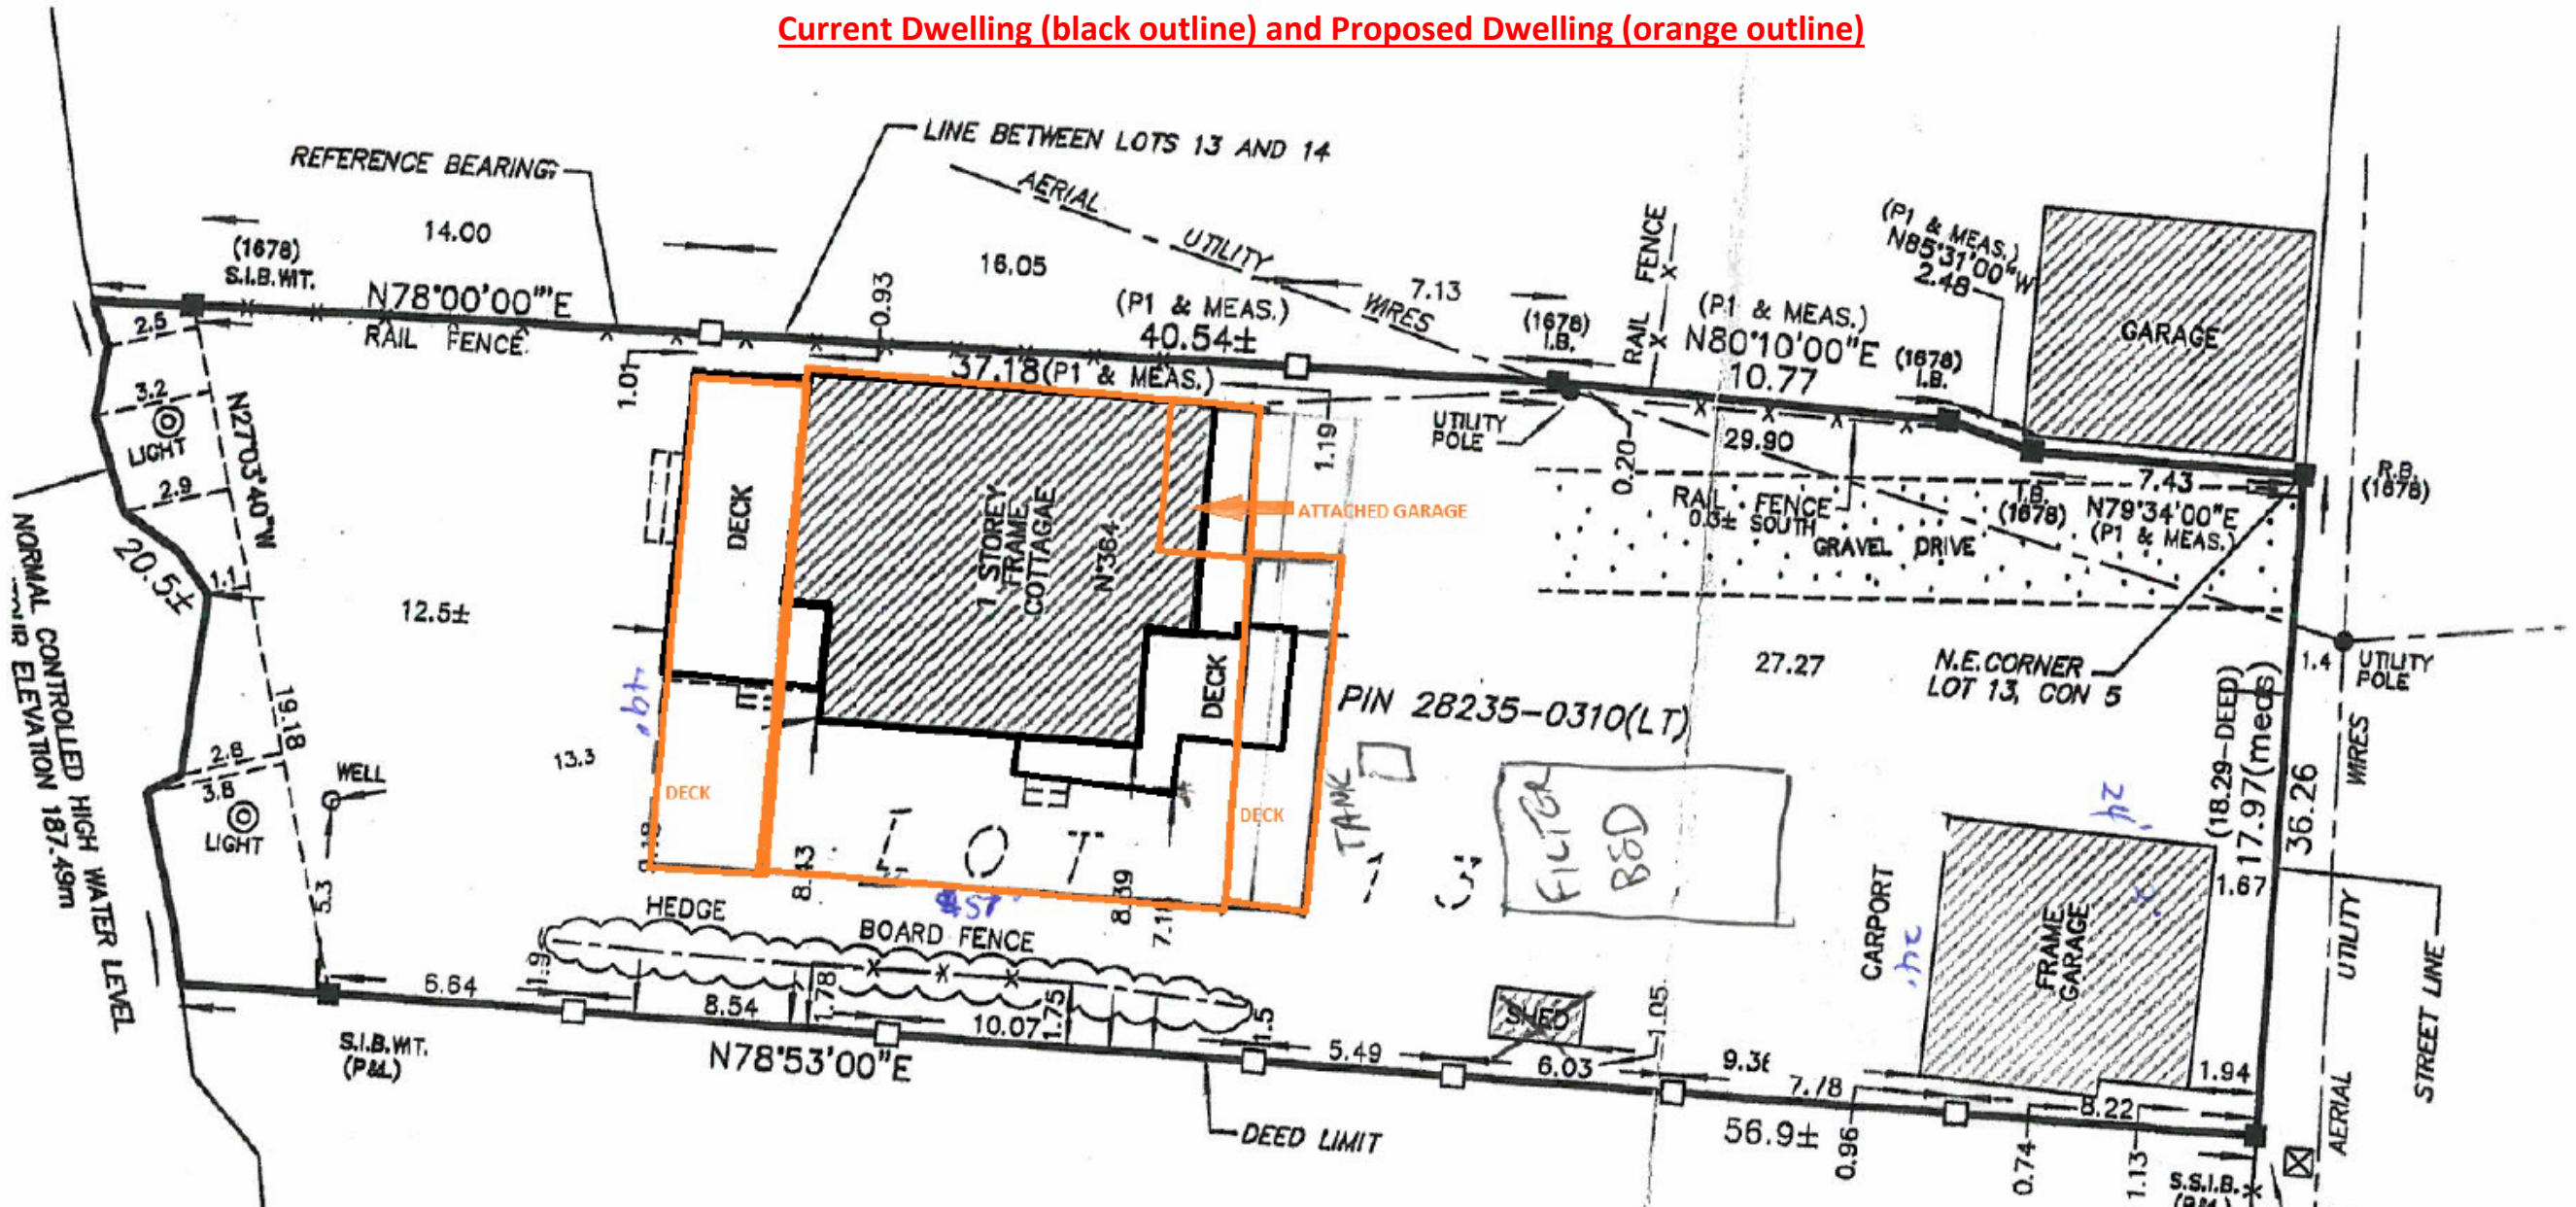 Current Dwelling (black outline) and Proposed Dwelling (orange outline)
LINE BETWEEN LOTS 13 AND 14
REFERENCE BEARING
14.00
(1678)
S.I.B.WIT.
N78°00'00"E
RAIL FENCE
16.05
0.93
1.01
AERIAL
UTILITY
WIRES
7.13
(P1 & MEAS.)
40.54±
37.18(P1 & MEAS.)
(1678)
I.B.
RAIL FENCE
(P1 & MEAS.)
N80°10'00"E
10.77
(1678)
I.B.
(P1 & MEAS.)
N85°31'00"W
2.48
GARAGE
2.5
3.2
LIGHT
2.9
N27°03'40"W
1.1
20.5±
NORMAL CONTROLLED HIGH WATER LEVEL
ELEVATION 187.49m
12.5±
19.18
2.8
3.8
LIGHT
WELL
5.3
13.3
DECK
1 STOREY
FRAME
COTTAGAE
N°384
ATTACHED GARAGE
1.19
UTILITY
POLE
0.20
29.90
RAIL FENCE
0.3± SOUTH
GRAVEL DRIVE
I.B.
(1678)
7.43
N79°34'00"E
(P1 & MEAS.)
R.B.
(1678)
27.27
N.E.CORNER
LOT 13, CON 5
1.4
UTILITY
POLE
PIN 28235-0310(LT)
DECK
DECK
DECK
TANK
FILTER
BED
LOT
8.43
8.39
HEDGE
BOARD FENCE
1.9
6.64
8.54
1.78
10.07
1.75
1.5
5.49
S.I.B.WIT.
N78°53'00"E
DEED LIMIT
SHED
6.03
1.05
9.36
7.78
56.9±
0.96
8.22
0.74
1.13
1.94
CARPORT
24'
24'
FRAME
GARAGE
1.67
(18.29-DEED)
17.97(meas)
36.26
WIRES
UTILITY
AERIAL
STREET LINE
S.S.I.B.